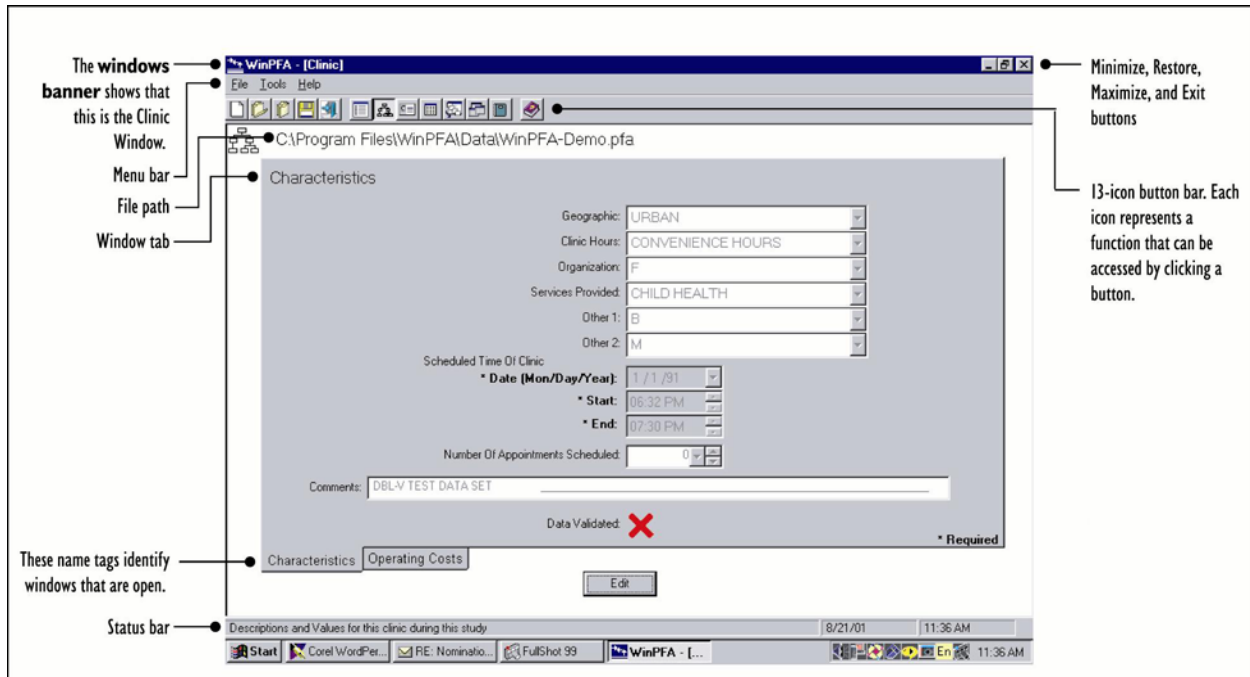 The windows
banner shows that
this is the Clinic
Window.
Menu bar
File path
Window tab
These name tags identify
windows that are open.
Status bar
WinPFA - [Clinic]
File Tools Help
C:\Program Files\WinPFA\Data\WinPFA-Demo.pfa
Characteristics
Geographic: URBAN
Clinic Hours: CONVENIENCE HOURS
Organization: F
Services Provided: CHILD HEALTH
Other 1: B
Other 2: M
Scheduled Time Of Clinic
* Date (Mon/Day/Year): 1 / 1 /91
* Start: 06:32 PM
* End: 07:30 PM
Number Of Appointments Scheduled: 0
Comments: DBL-V TEST DATA SET
Data Validated:
* Required
Characteristics Operating Costs
Edit
Descriptions and Values for this clinic during this study 8/21/01 11:36 AM
Start Corel WordPer... RE: Nominatio... FullShot 99 WinPFA - [... En 11:36 AM
Minimize, Restore,
Maximize, and Exit
buttons
13-icon button bar. Each
icon represents a
function that can be
accessed by clicking a
button.